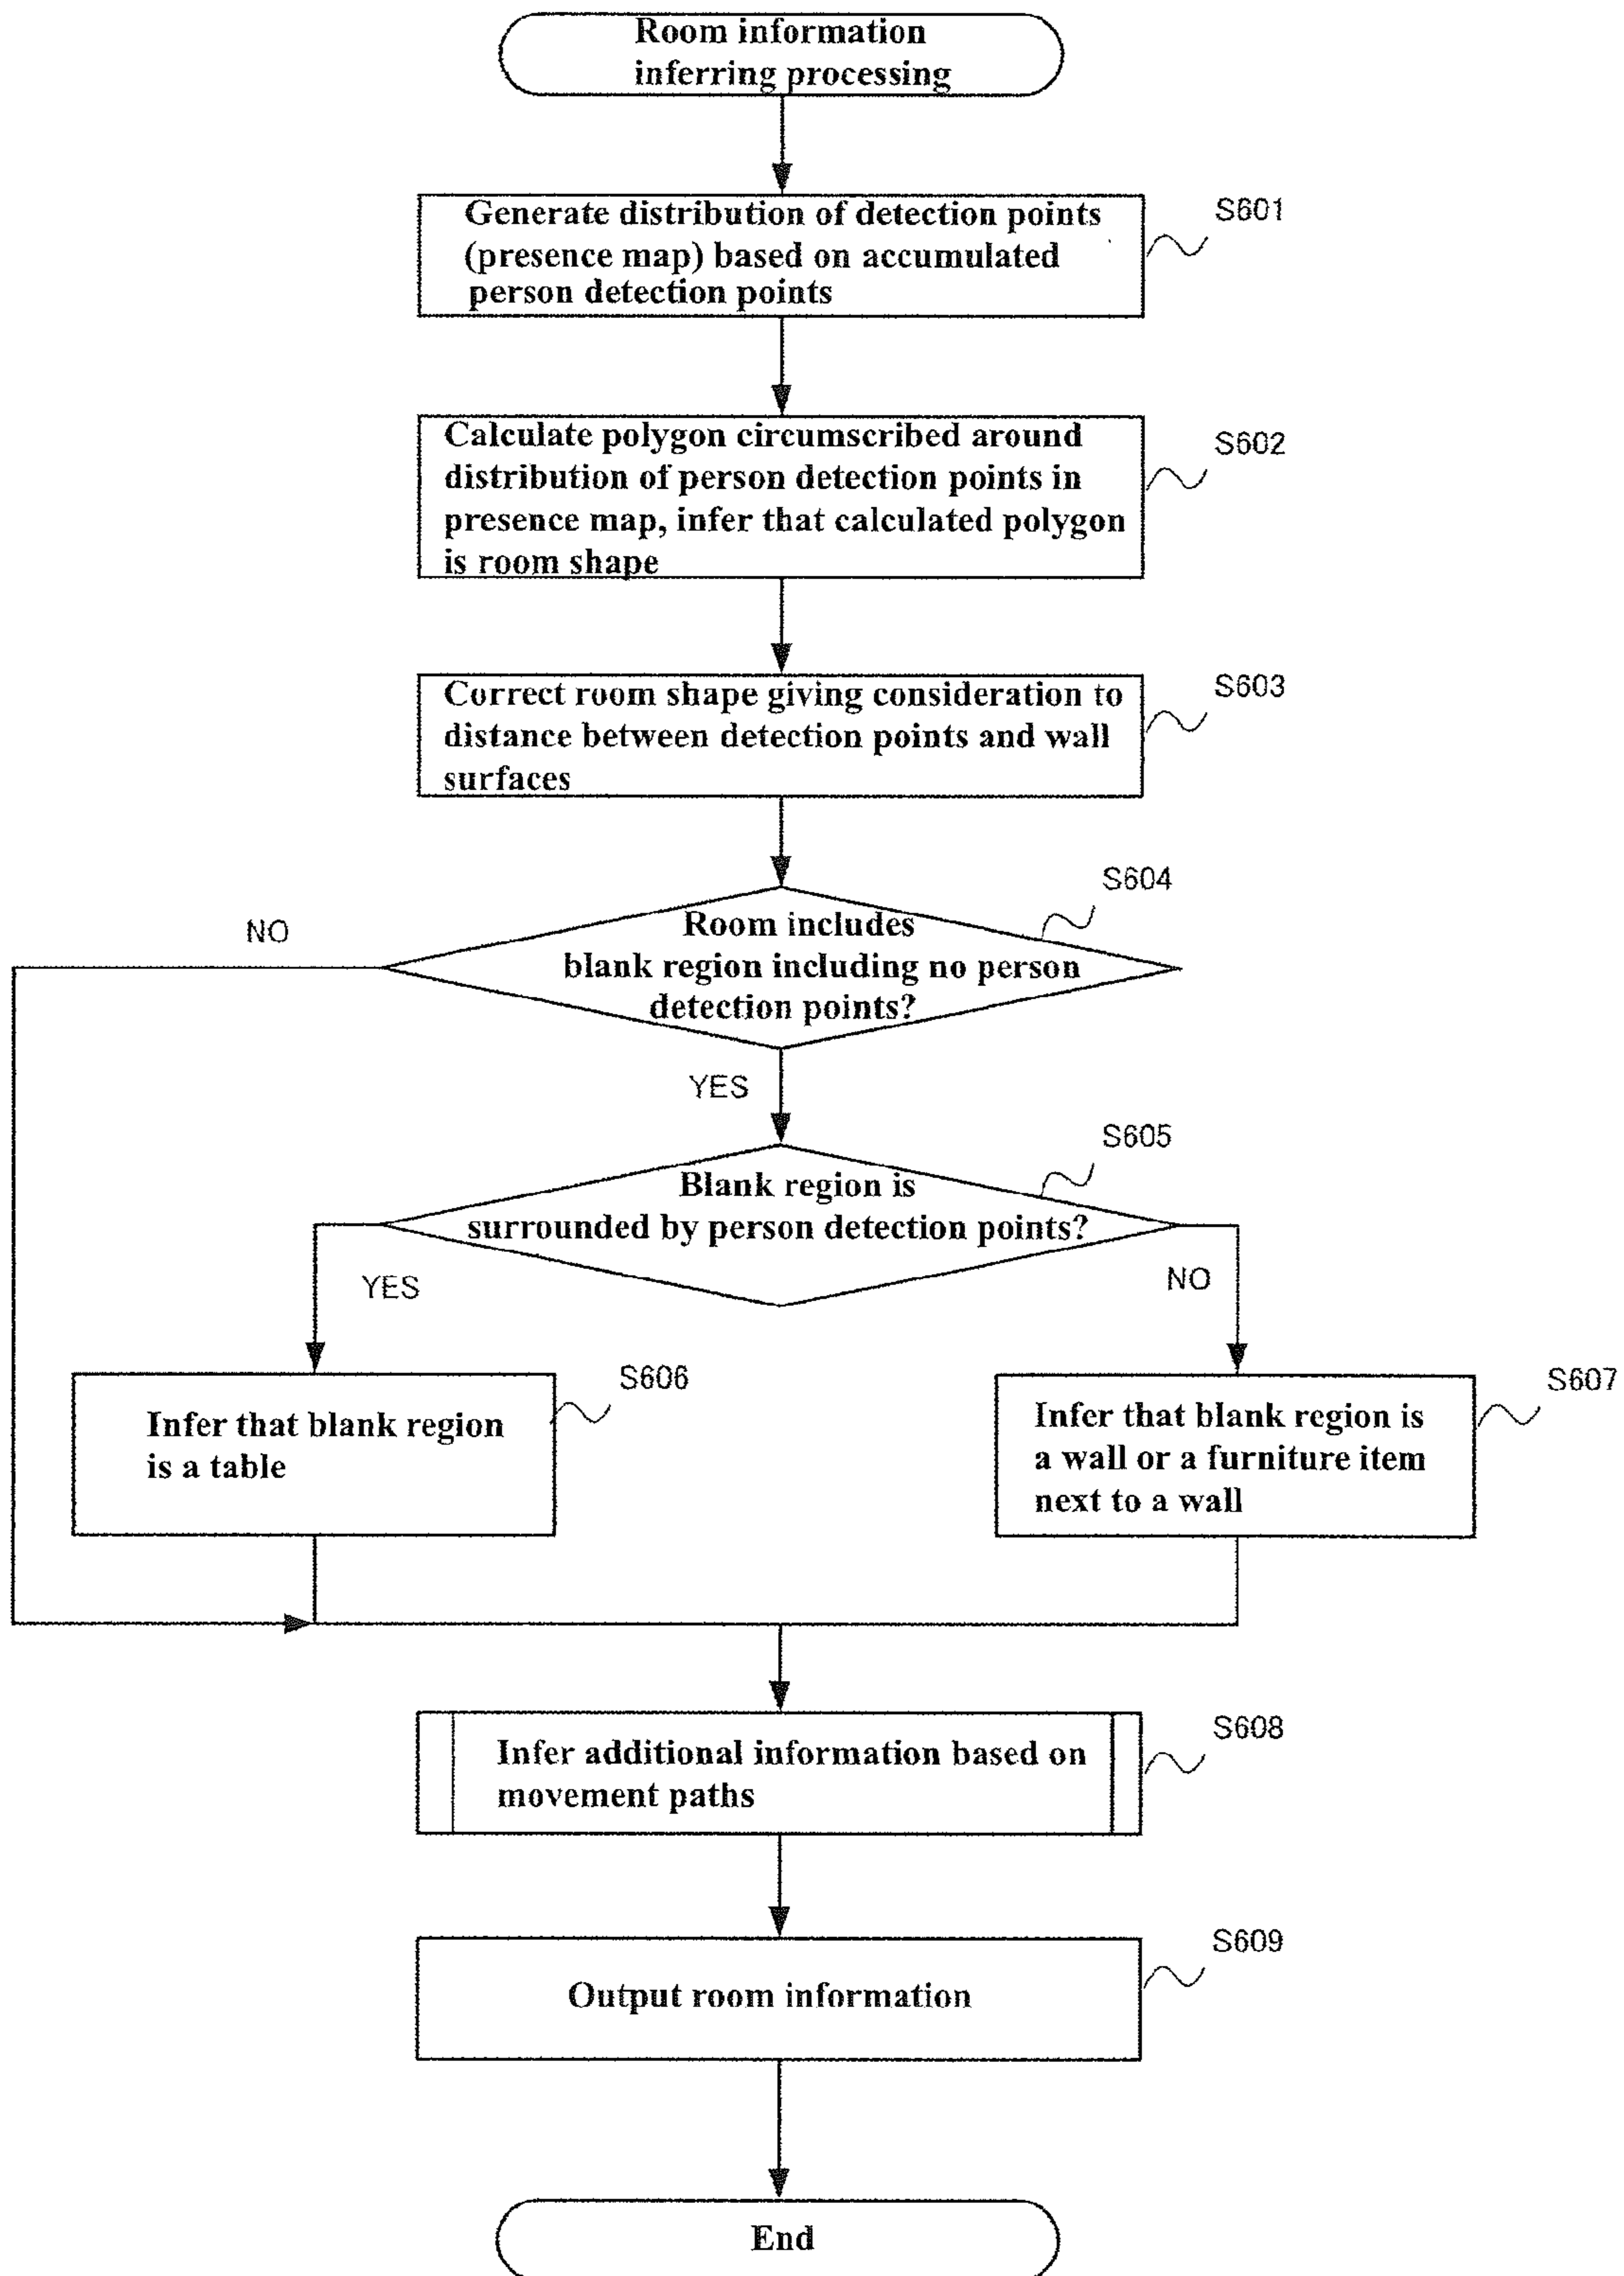 Room information
inferring processing
Generate distribution of detection points
(presence map) based on accumulated
person detection points
S601
Calculate polygon circumscribed around
distribution of person detection points in
presence map, infer that calculated polygon
is room shape
S602
Correct room shape giving consideration to
distance between detection points and wall
surfaces
S603
S604
NO
Room includes
blank region including no person
detection points?
YES
S605
Blank region is
surrounded by person detection points?
YES
NO
S606
Infer that blank region
is a table
S607
Infer that blank region is
a wall or a furniture item
next to a wall
S608
Infer additional information based on
movement paths
S609
Output room information
End